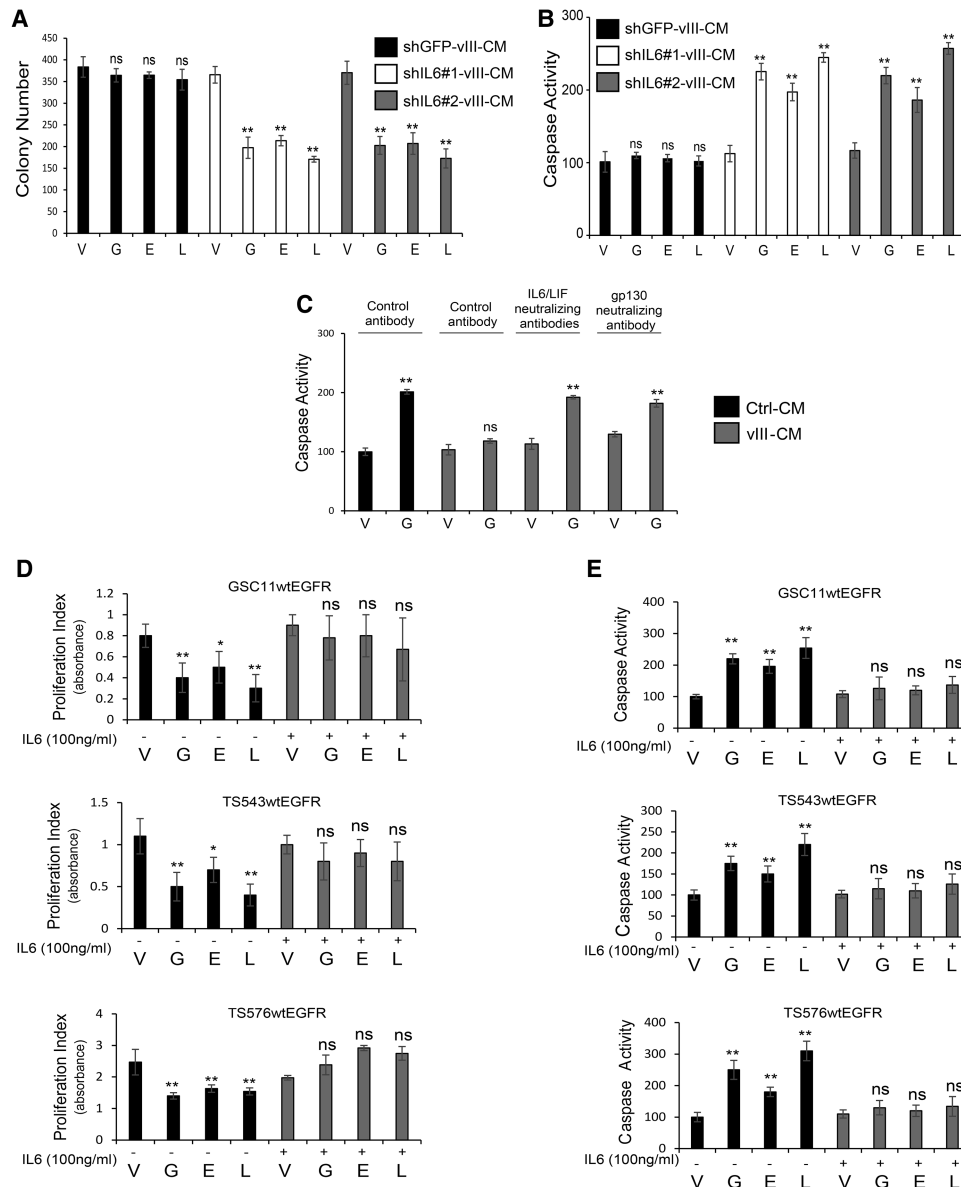 A
Colony Number
450
400
350
300
250
200
150
100
50
0
ns ns ns
** ** **
** ** **
V G E L V G E L V G E L
shGFP-vIII-CM
shIL6#1-vIII-CM
shIL6#2-vIII-CM
B
Caspase Activity
300
200
100
0
ns ns ns
** ** **
** ** **
V G E L V G E L V G E L
shGFP-vIII-CM
shIL6#1-vIII-CM
shIL6#2-vIII-CM
C
Control antibody
Control antibody
IL6/LIF neutralizing antibodies
gp130 neutralizing antibody
Caspase Activity
300
200
100
0
** ns ** **
V G V G V G V G
Ctrl-CM
vIII-CM
D
GSC11wtEGFR
Proliferation Index
(absorbance)
1.2
1
0.8
0.6
0.4
0.2
0
** * ** ns ns ns
IL6 (100ng/ml) - - - - + + + +
V G E L V G E L
TS543wtEGFR
Proliferation Index
(absorbance)
1.5
1
0.5
0
** * ** ns ns ns
IL6 (100ng/ml) - - - - + + + +
V G E L V G E L
TS576wtEGFR
Proliferation Index
(absorbance)
4
3
2
1
0
** ** ** ns ns ns
IL6 (100ng/ml) - - - - + + + +
V G E L V G E L
E
GSC11wtEGFR
Caspase Activity
400
300
200
100
0
** ** ** ns ns ns
IL6 (100ng/ml) - - - - + + + +
V G E L V G E L
TS543wtEGFR
Caspase Activity
300
250
200
150
100
50
0
** ** ** ns ns ns
IL6 (100ng/ml) - - - - + + + +
V G E L V G E L
TS576wtEGFR
Caspase Activity
400
300
200
100
0
** ** ** ns ns ns
IL6 (100ng/ml) - - - - + + + +
V G E L V G E L